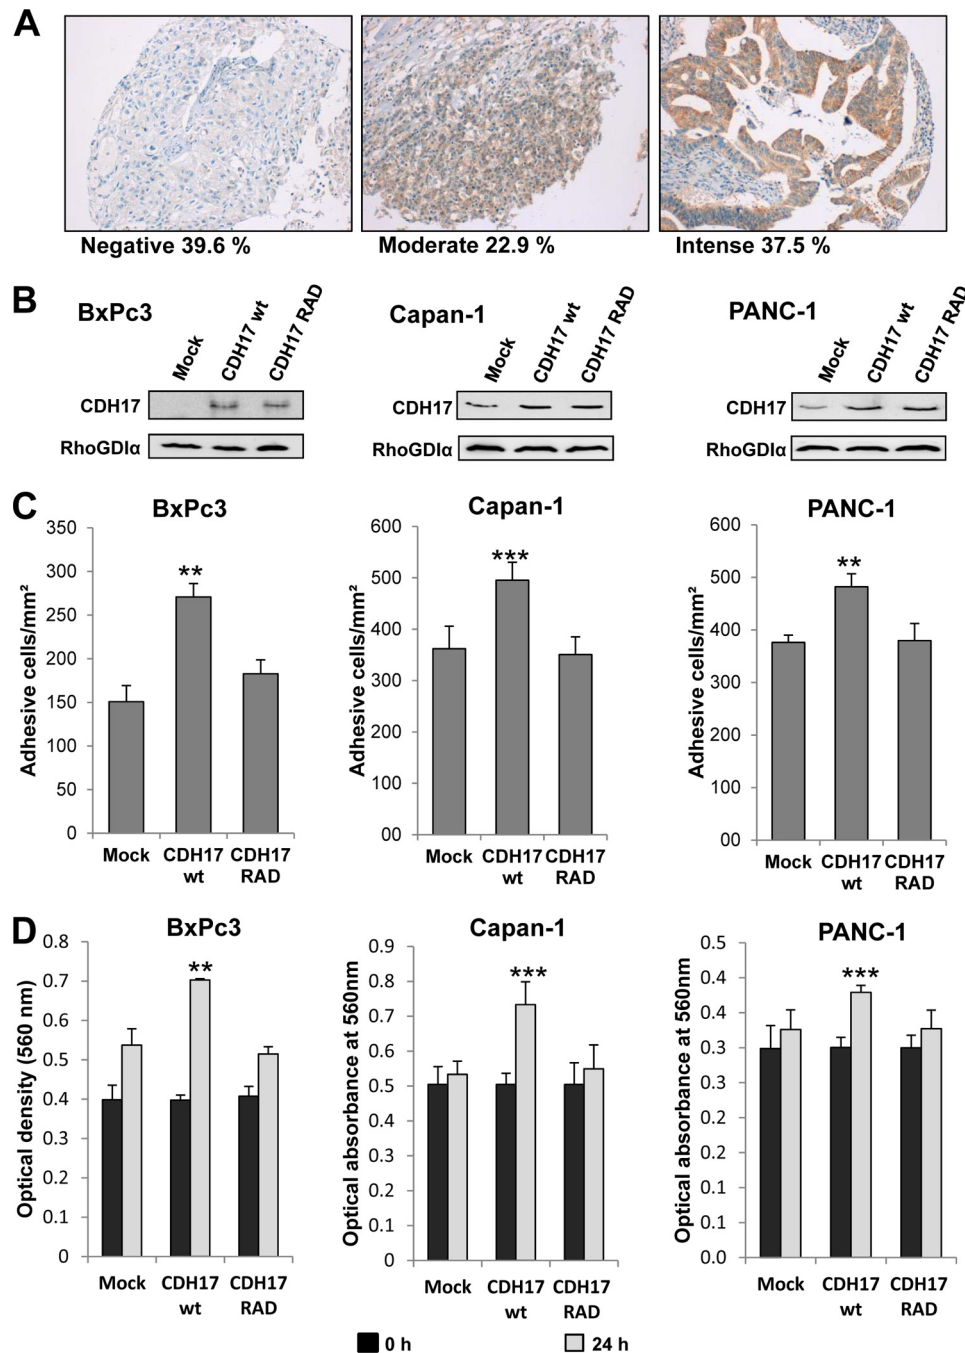 A
Negative 39.6 %
Moderate 22.9 %
Intense 37.5 %
B
BxPc3
Mock
CDH17 wt
CDH17 RAD
CDH17
RhoGDIα
Capan-1
Mock
CDH17 wt
CDH17 RAD
CDH17
RhoGDIα
PANC-1
Mock
CDH17 wt
CDH17 RAD
CDH17
RhoGDIα
C
BxPc3
Adhesive cells/mm²
350
300
250
200
150
100
50
0
**
Mock
CDH17
wt
CDH17
RAD
Capan-1
Adhesive cells/mm²
600
500
400
300
200
100
00
***
Mock
CDH17
wt
CDH17
RAD
PANC-1
Adhesive cells/mm²
600
500
400
300
200
100
00
**
Mock
CDH17
wt
CDH17
RAD
D
BxPc3
Optical density (560 nm)
0.8
0.7
0.6
0.5
0.4
0.3
0.2
0.1
0
**
Mock
CDH17
wt
CDH17
RAD
Capan-1
Optical absorbance at 560nm
0.9
0.8
0.7
0.6
0.5
0.4
0.3
0.2
0.1
0
***
Mock
CDH17
wt
CDH17
RAD
PANC-1
Optical absorbance at 560nm
0.5
0.4
0.4
0.3
0.3
0.2
0.2
0.1
0.1
0.0
***
Mock
CDH17
wt
CDH17
RAD
0 h
24 h